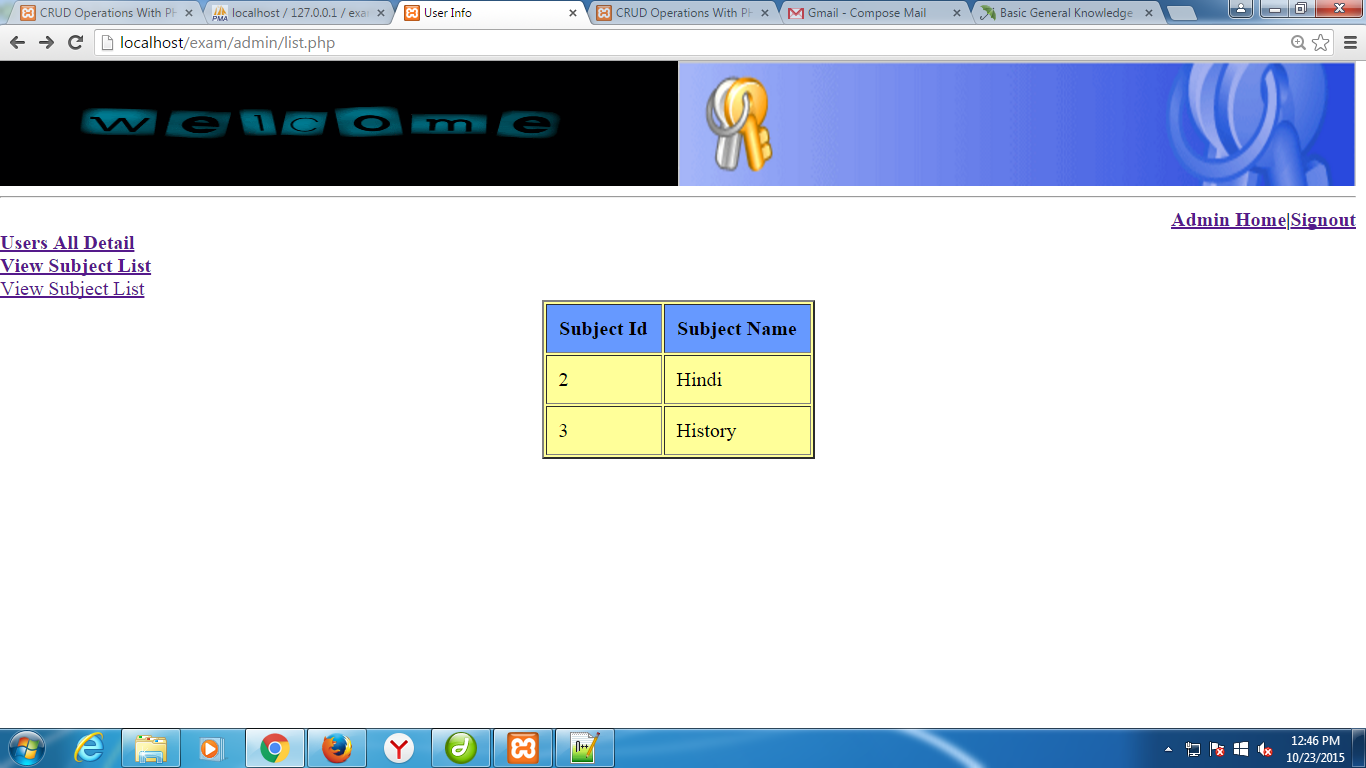 CRUD Operations With PH
localhost / 127.0.0.1 / exa
User Info
CRUD Operations With PH
Gmail - Compose Mail
Basic General Knowledge
localhost/exam/admin/list.php
welcome
Admin Home|Signout
Users All Detail
View Subject List
View Subject List
Subject Id Subject Name
2 Hindi
3 History
12:46 PM
10/23/2015